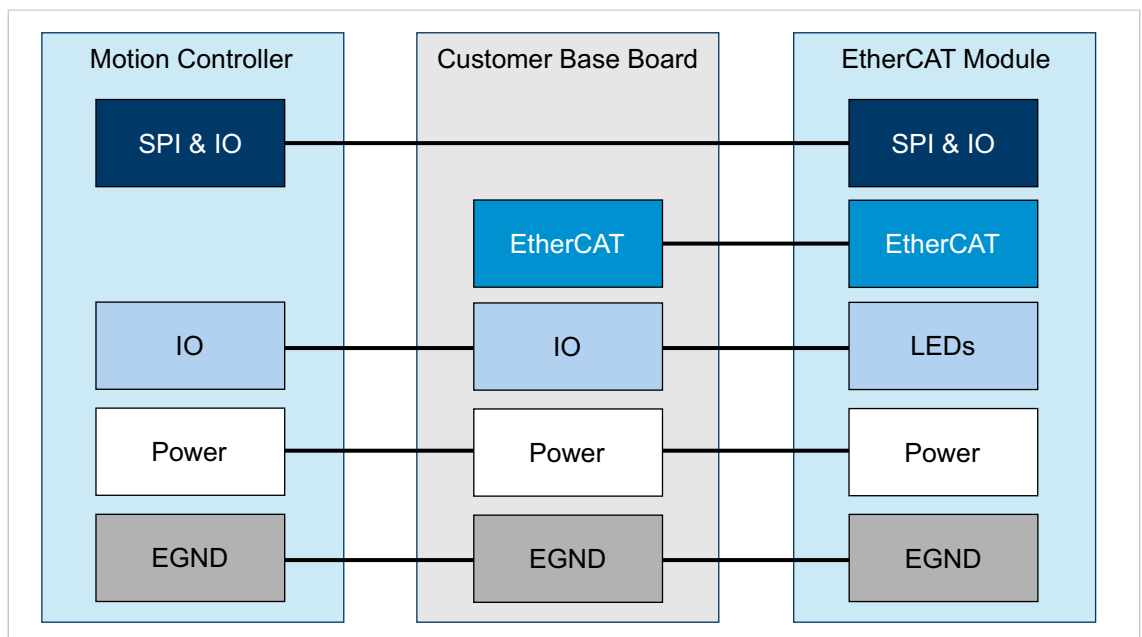 Motion Controller
Customer Base Board
EtherCAT Module
SPI & IO
SPI & IO
EtherCAT
EtherCAT
IO
IO
LEDs
Power
Power
Power
EGND
EGND
EGND